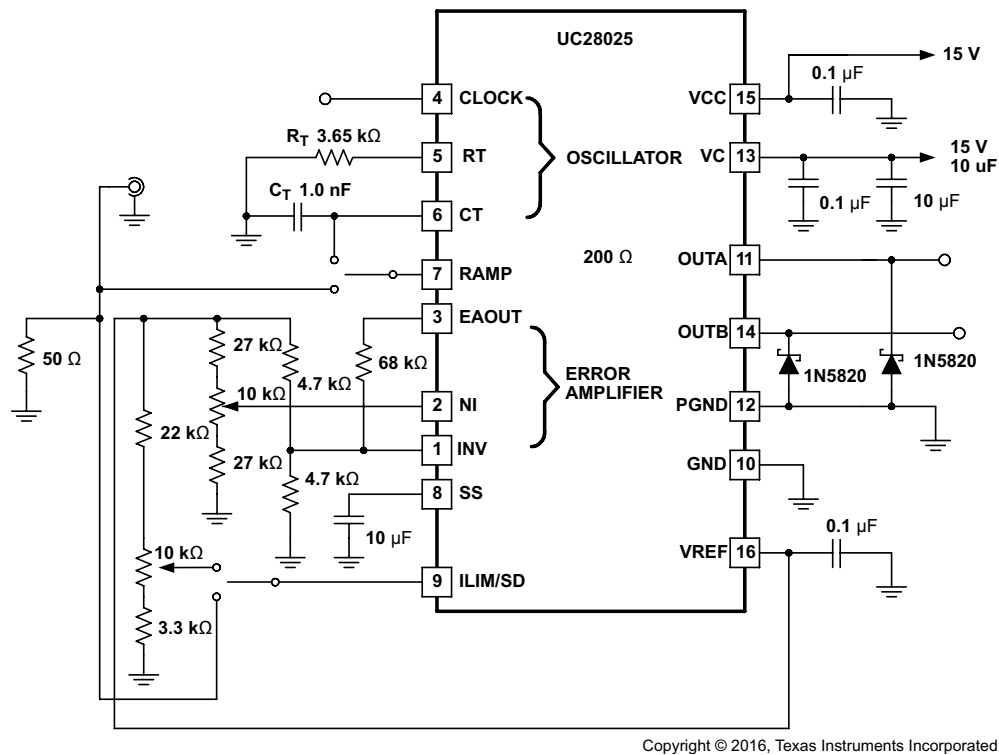 UC28025
15 V
0.1 µF
4 CLOCK
VCC 15
R_T 3.65 kΩ
5 RT
OSCILLATOR
VC 13
15 V
10 uF
C_T 1.0 nF
6 CT
0.1 µF
10 µF
7 RAMP
200 Ω
OUTA 11
3 EAOUT
OUTB 14
27 kΩ
50 Ω
4.7 kΩ
68 kΩ
1N5820
1N5820
ERROR
AMPLIFIER
10 kΩ
2 NI
PGND 12
22 kΩ
1 INV
27 kΩ
GND 10
4.7 kΩ
8 SS
10 µF
0.1 µF
10 kΩ
VREF 16
9 ILIM/SD
3.3 kΩ
Copyright © 2016, Texas Instruments Incorporated